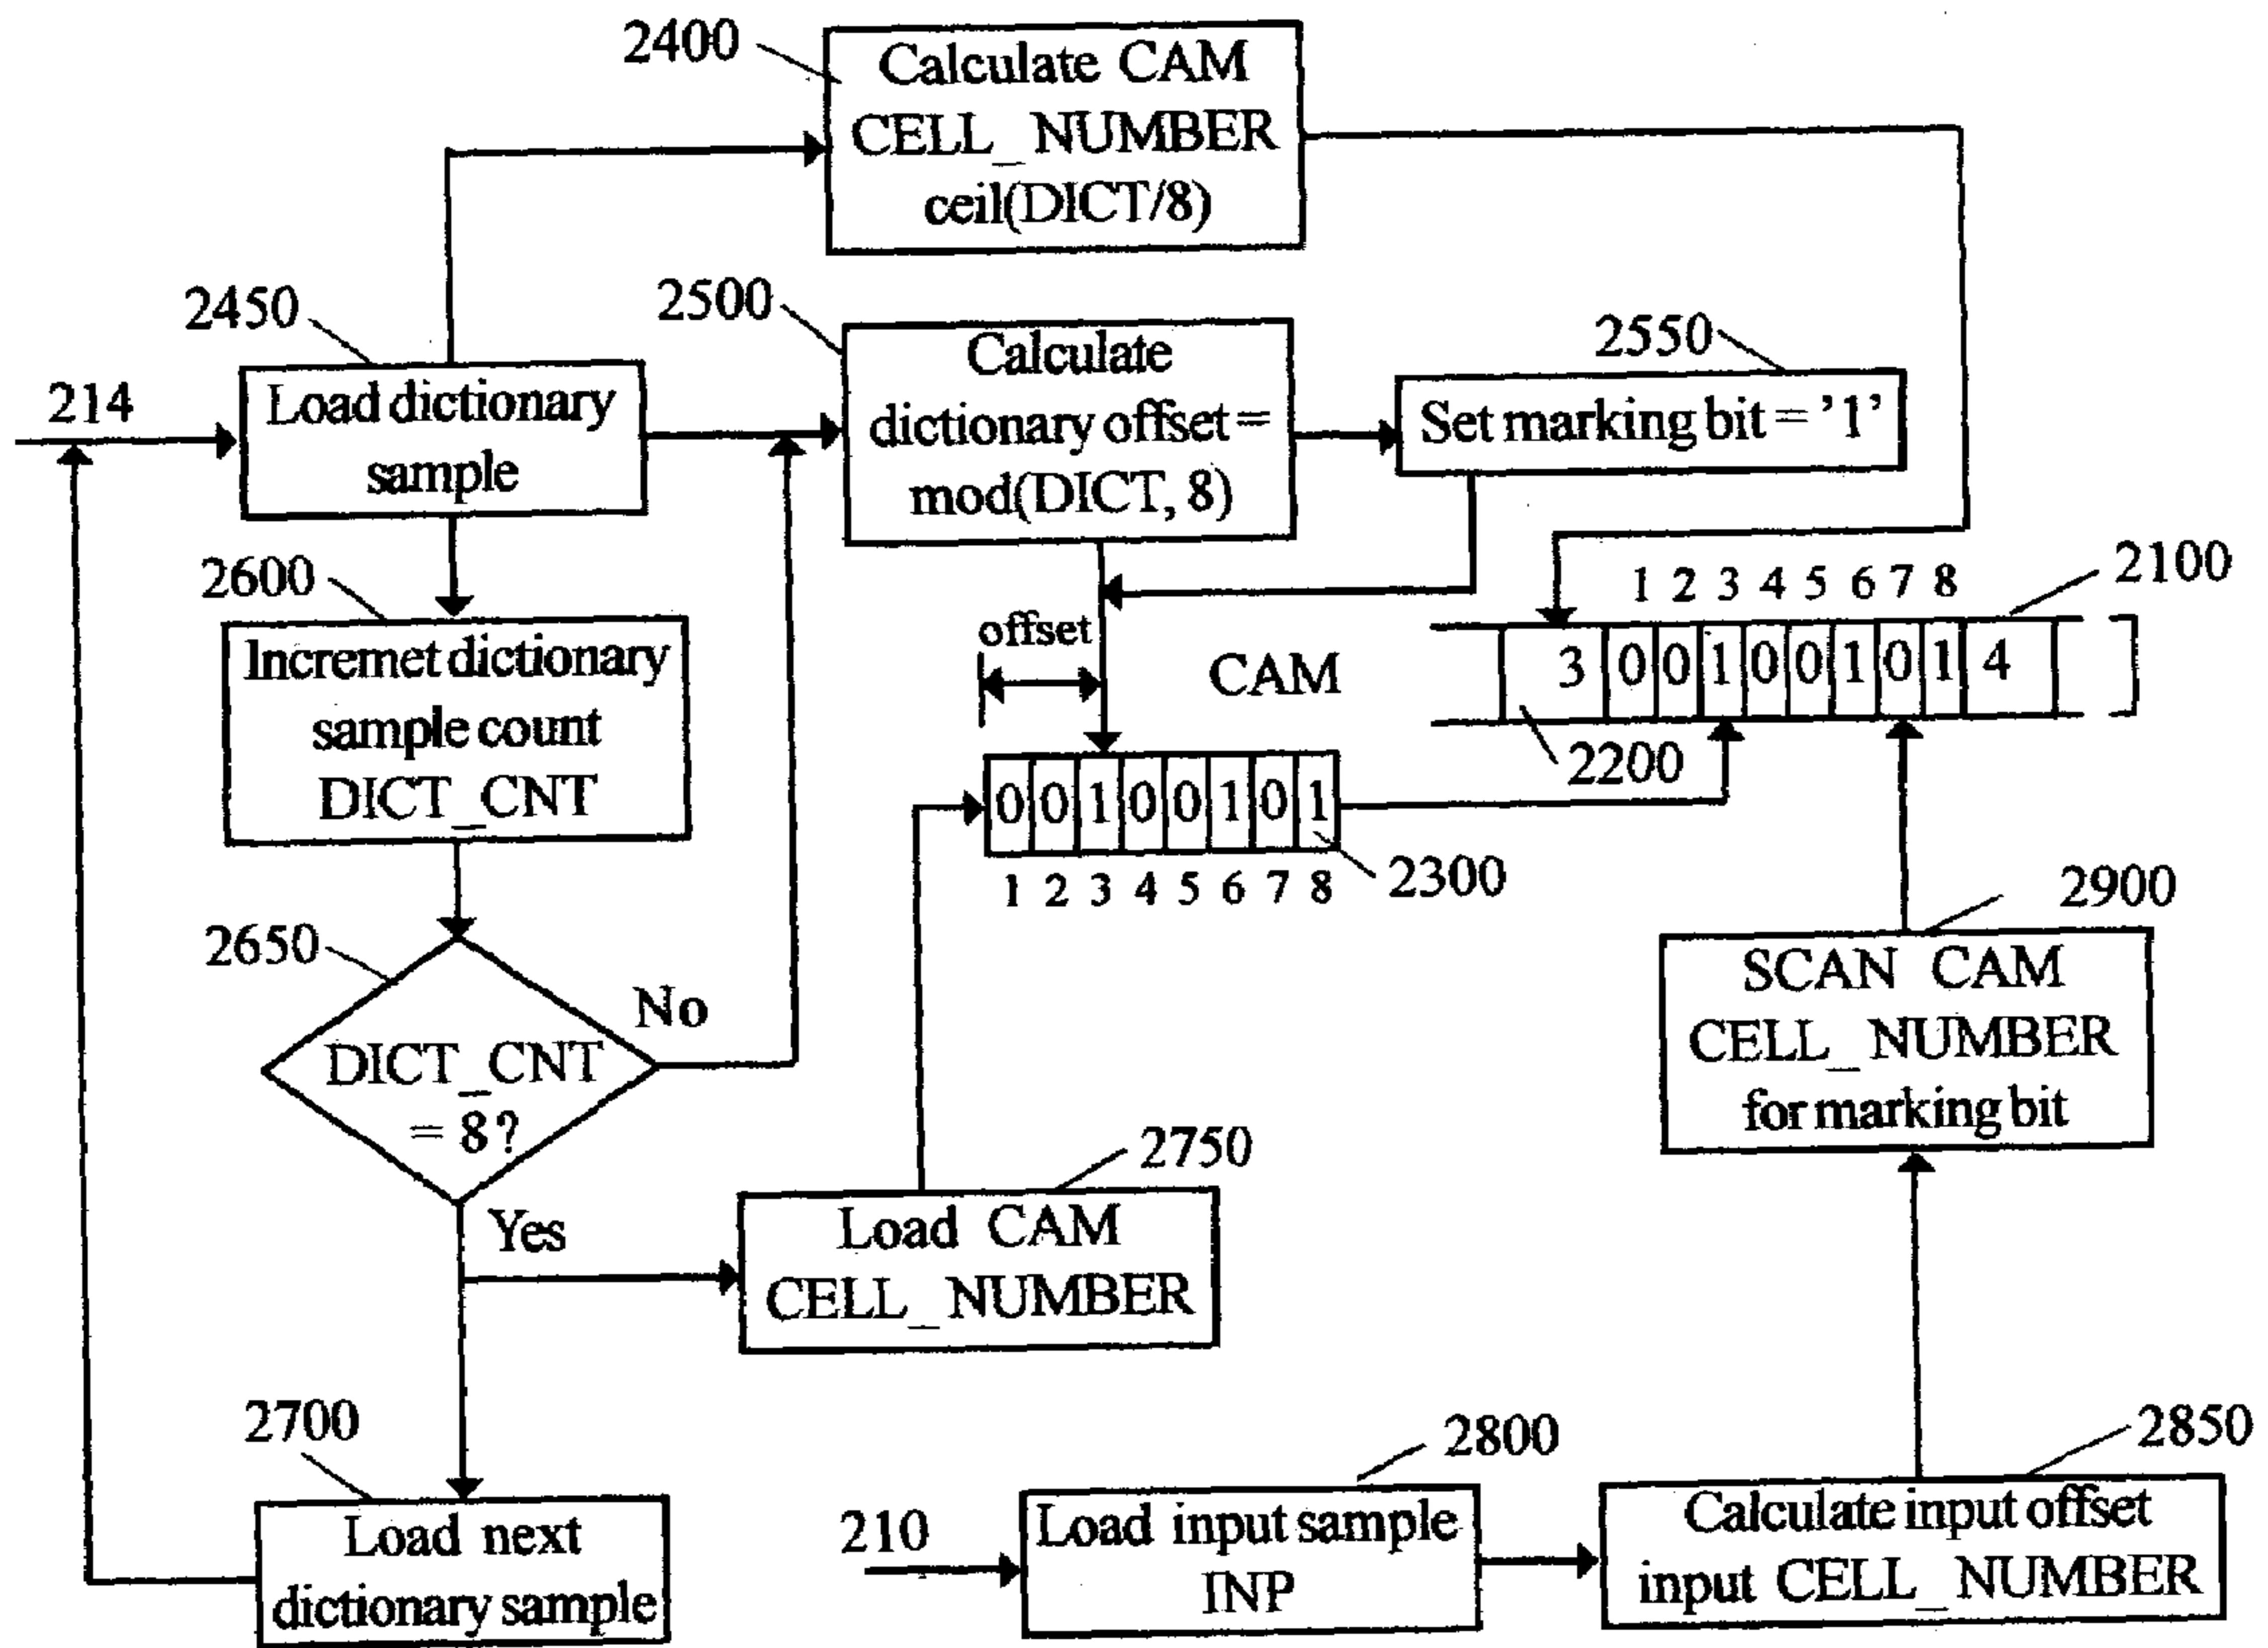 2400
Calculate CAM
CELL_NUMBER
ceil(DICT/8)
2450
Load dictionary
sample
214
2500
Calculate
dictionary offset =
mod(DICT, 8)
2550
Set marking bit = '1'
2600
Incremet dictionary
sample count
DICT_CNT
offset
CAM
1 2 3 4 5 6 7 8
2100
3 0 0 1 0 0 1 0 1 4
2200
0 0 1 0 0 1 0 1
1 2 3 4 5 6 7 8
2300
2650
DICT_CNT
= 8?
No
Yes
2750
Load CAM
CELL_NUMBER
2900
SCAN CAM
CELL_NUMBER
for marking bit
2700
Load next
dictionary sample
210
2800
Load input sample
INP
2850
Calculate input offset
input CELL_NUMBER